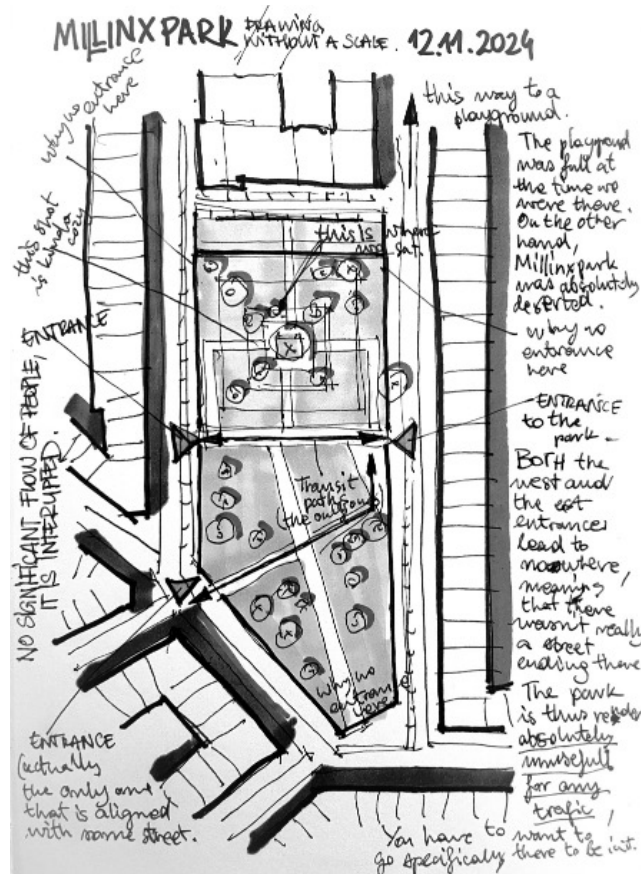 MILLINXPARK DRAWING
WITHOUT A SCALE. 12.11.2024
why no
entrance
here
this spot
is kinda
cozy
ENTRANCE
NO SIGNIFICANT FLOW OF PEOPLE,
IT IS INTERUPTED.
this is where
we sat.
Transit
path
(the only one)
why no
entrance
here
ENTRANCE
(actually
the only one
that is aligned
with some street.
this way to a
playground.
The playground
was full at
the time we
were there.
On the other
hand,
Millinxpark
was absolutely
deserted.
why no
entrance
here
ENTRANCE
to the
park -
BOTH the
west and
the east
entrances
lead to
nowhere,
meaning
that there
wasn't really
a street
ending there
The park
is thus
absolutely
unusefull
for any
trafic,
You have to want to
go specifically there to be in it.